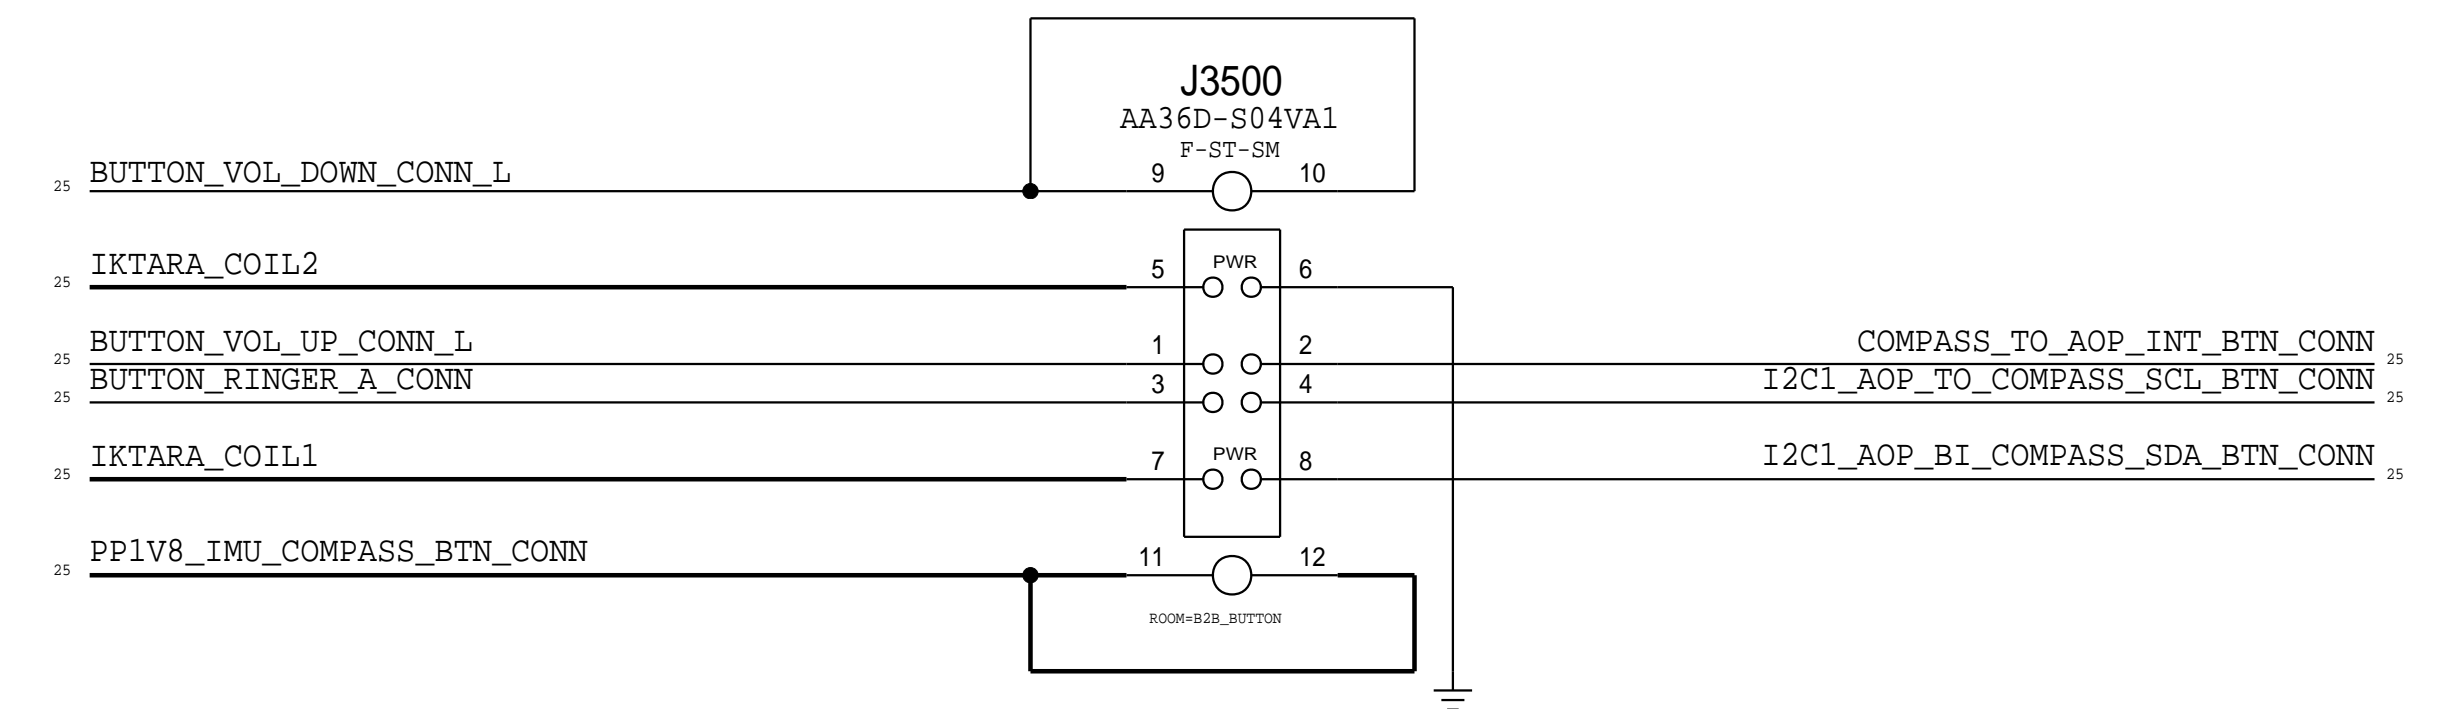 J3500
AA36D-S04VA1
F-ST-SM
9 10
25 BUTTON_VOL_DOWN_CONN_L
25 IKTARA_COIL2 5 PWR 6
25 BUTTON_VOL_UP_CONN_L 1 2 COMPASS_TO_AOP_INT_BTN_CONN 25
25 BUTTON_RINGER_A_CONN 3 4 I2C1_AOP_TO_COMPASS_SCL_BTN_CONN 25
25 IKTARA_COIL1 7 PWR 8 I2C1_AOP_BI_COMPASS_SDA_BTN_CONN 25
25 PP1V8_IMU_COMPASS_BTN_CONN 11 12
ROOM=B2B_BUTTON